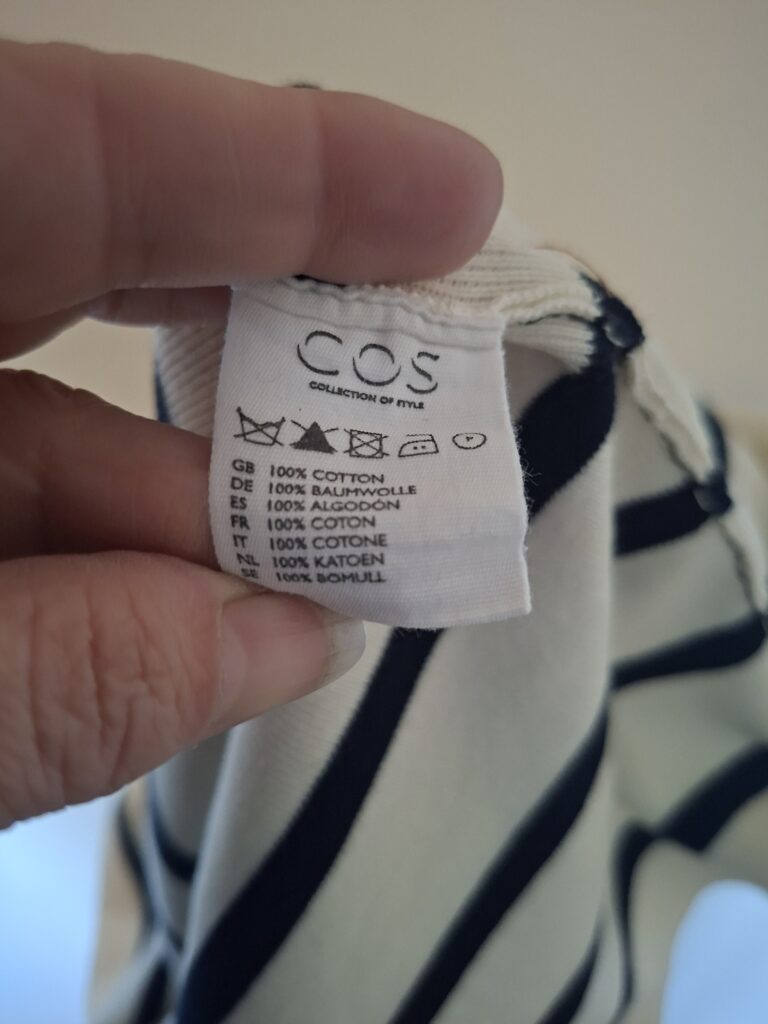 COS
COLLECTION OF STYLE
P
GB 100% COTTON
DE 100% BAUMWOLLE
ES 100% ALGODÓN
FR 100% COTON
IT 100% COTONE
NL 100% KATOEN
SE 100% BOMULL